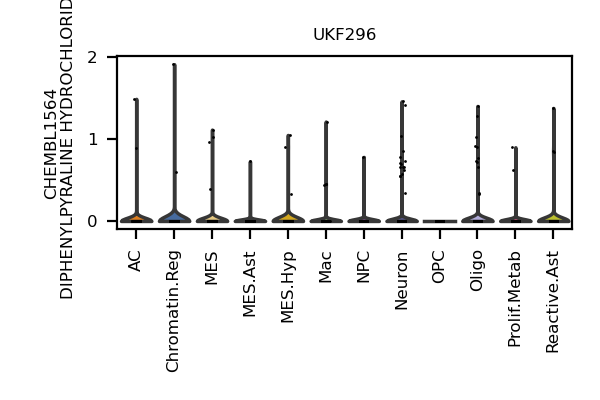 UKF296
CHEMBL1564
DIPHENYLPYRALINE HYDROCHLORID
2
1
0
AC
Chromatin.Reg
MES
MES.Ast
MES.Hyp
Mac
NPC
Neuron
OPC
Oligo
Prolif.Metab
Reactive.Ast